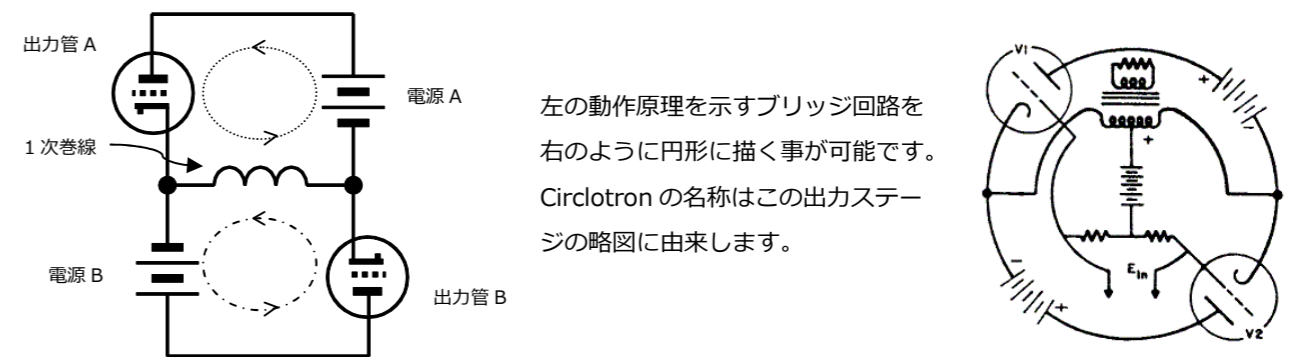 出力管 A
電源 A
1 次巻線
電源 B
出力管 B
左の動作原理を示すブリッジ回路を
右のように円形に描く事が可能です。
Circlotron の名称はこの出力ステー
ジの略図に由来します。
V1
+
-
+
-
+
Ein
V2